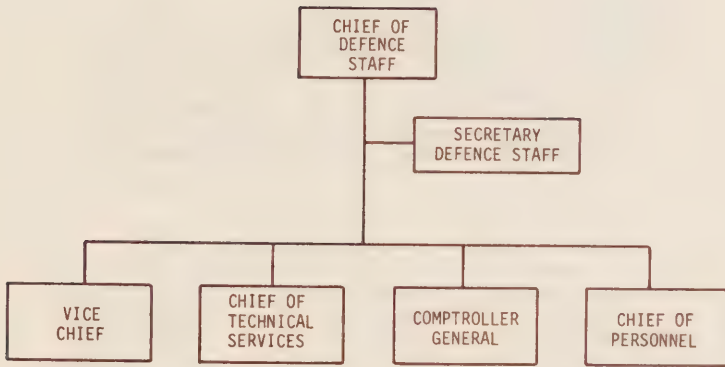 CHIEF OF
DEFENCE
STAFF
SECRETARY
DEFENCE STAFF
VICE
CHIEF
CHIEF OF
TECHNICAL
SERVICES
COMPTROLLER
GENERAL
CHIEF OF
PERSONNEL